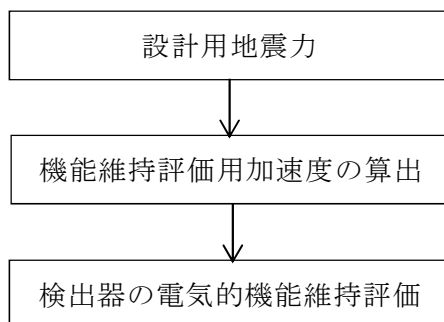 設計用地震力
機能維持評価用加速度の算出
検出器の電気的機能維持評価